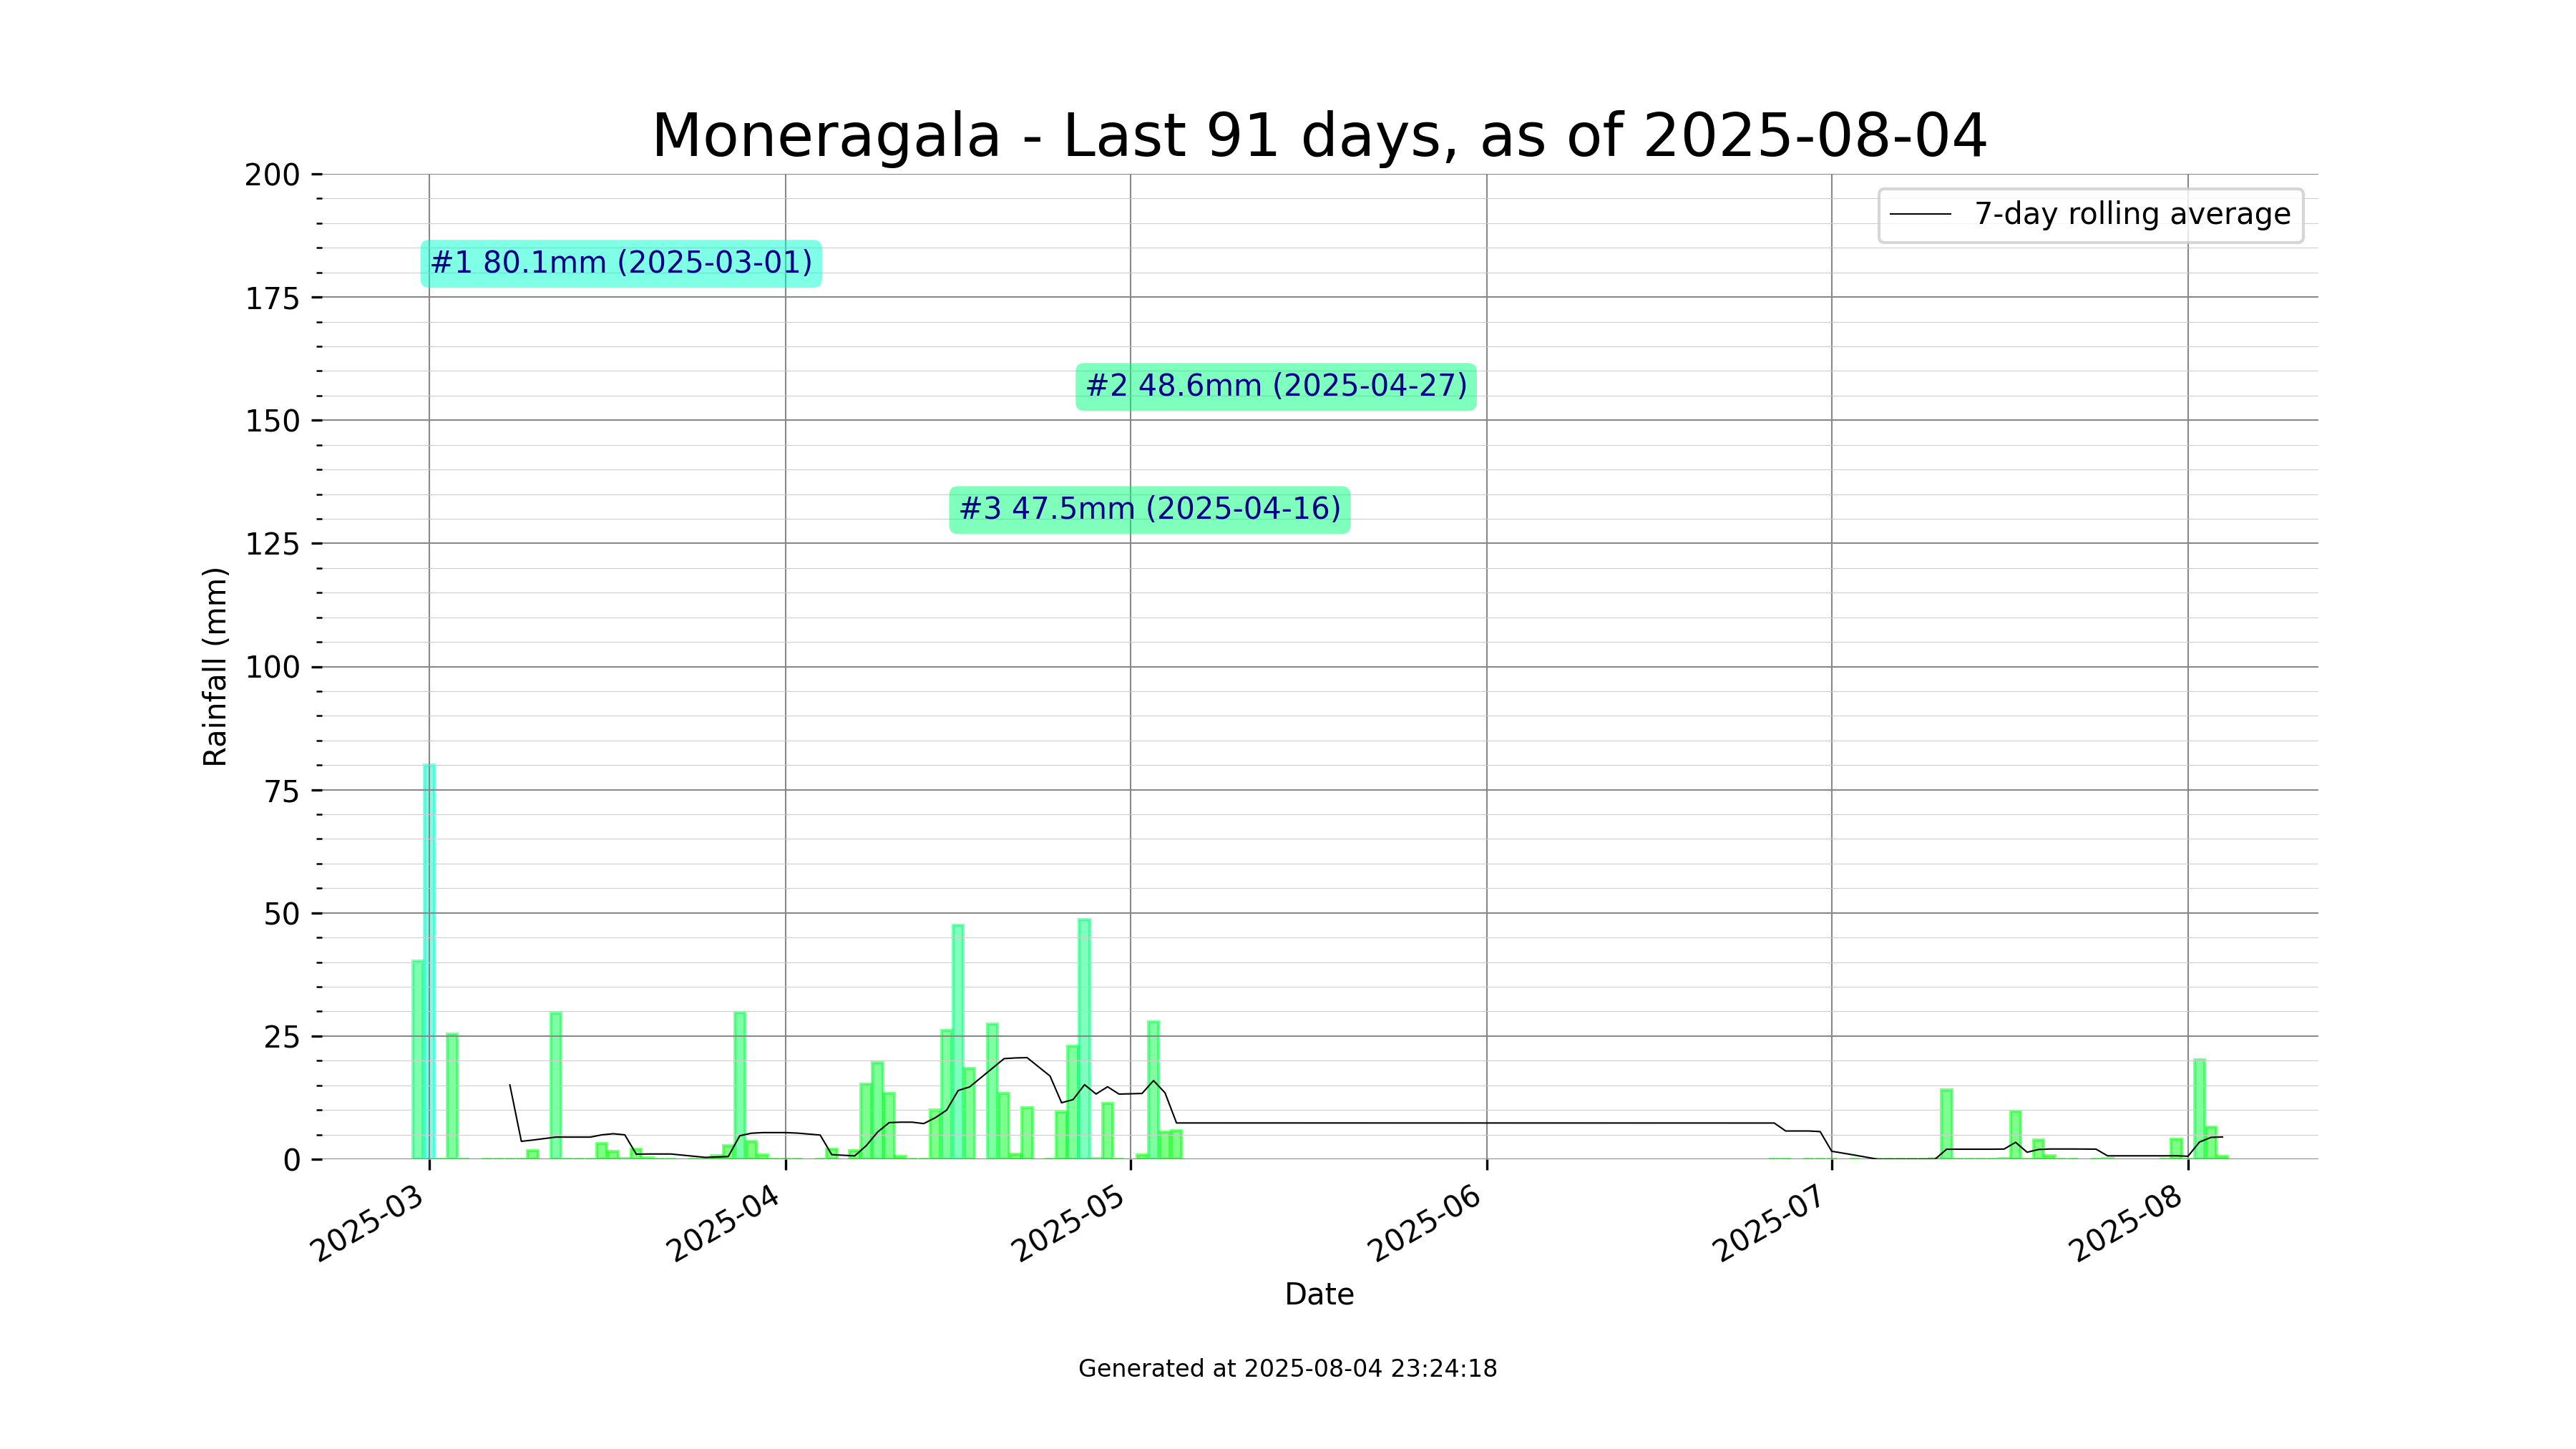 Moneragala - Last 91 days, as of 2025-08-04
200
175
150
125
100
75
50
25
0
Rainfall (mm)
7-day rolling average
#1 80.1mm (2025-03-01)
#2 48.6mm (2025-04-27)
#3 47.5mm (2025-04-16)
2025-03
2025-04
2025-05
2025-06
2025-07
2025-08
Date
Generated at 2025-08-04 23:24:18